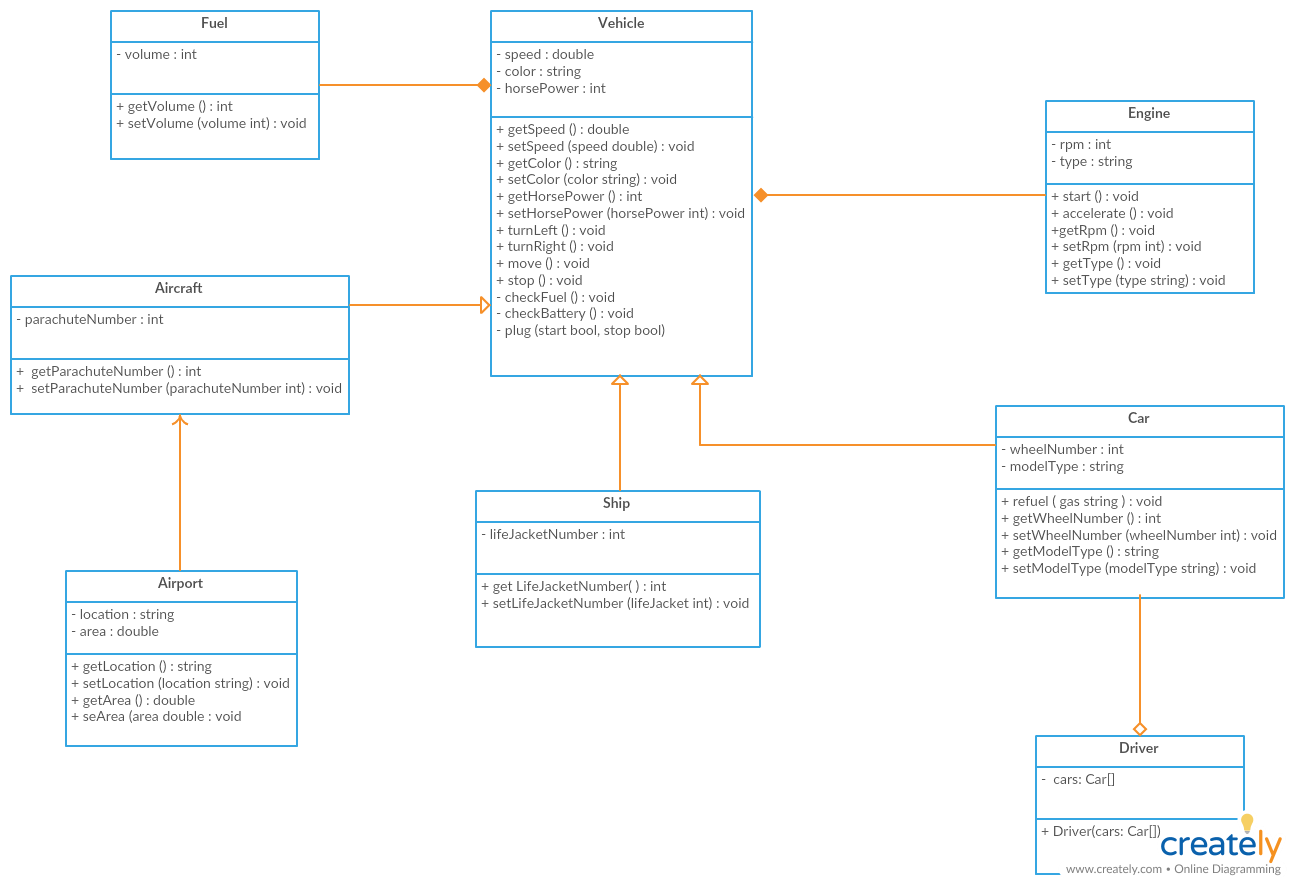 Fuel
- volume : int
+ getVolume () : int
+ setVolume (volume int) : void
Vehicle
- speed : double
- color : string
- horsePower : int
+ getSpeed () : double
+ setSpeed (speed double) : void
+ getColor () : string
+ setColor (color string) : void
+ getHorsePower () : int
+ setHorsePower (horsePower int) : void
+ turnLeft () : void
+ turnRight () : void
+ move () : void
+ stop () : void
- checkFuel () : void
- checkBattery () : void
- plug (start bool, stop bool)
Engine
- rpm : int
- type : string
+ start () : void
+ accelerate () : void
+getRpm () : void
+ setRpm (rpm int) : void
+ getType () : void
+ setType (type string) : void
Aircraft
- parachuteNumber : int
+ getParachuteNumber () : int
+ setParachuteNumber (parachuteNumber int) : void
Car
- wheelNumber : int
- modelType : string
+ refuel ( gas string ) : void
+ getWheelNumber () : int
+ setWheelNumber (wheelNumber int) : void
+ getModelType () : string
+ setModelType (modelType string) : void
Ship
- lifeJacketNumber : int
+ get LifeJacketNumber( ) : int
+ setLifeJacketNumber (lifeJacket int) : void
Airport
- location : string
- area : double
+ getLocation () : string
+ setLocation (location string) : void
+ getArea () : double
+ seArea (area double : void
Driver
- cars: Car[]
+ Driver(cars: Car[])
creately
www.creately.com • Online Diagramming